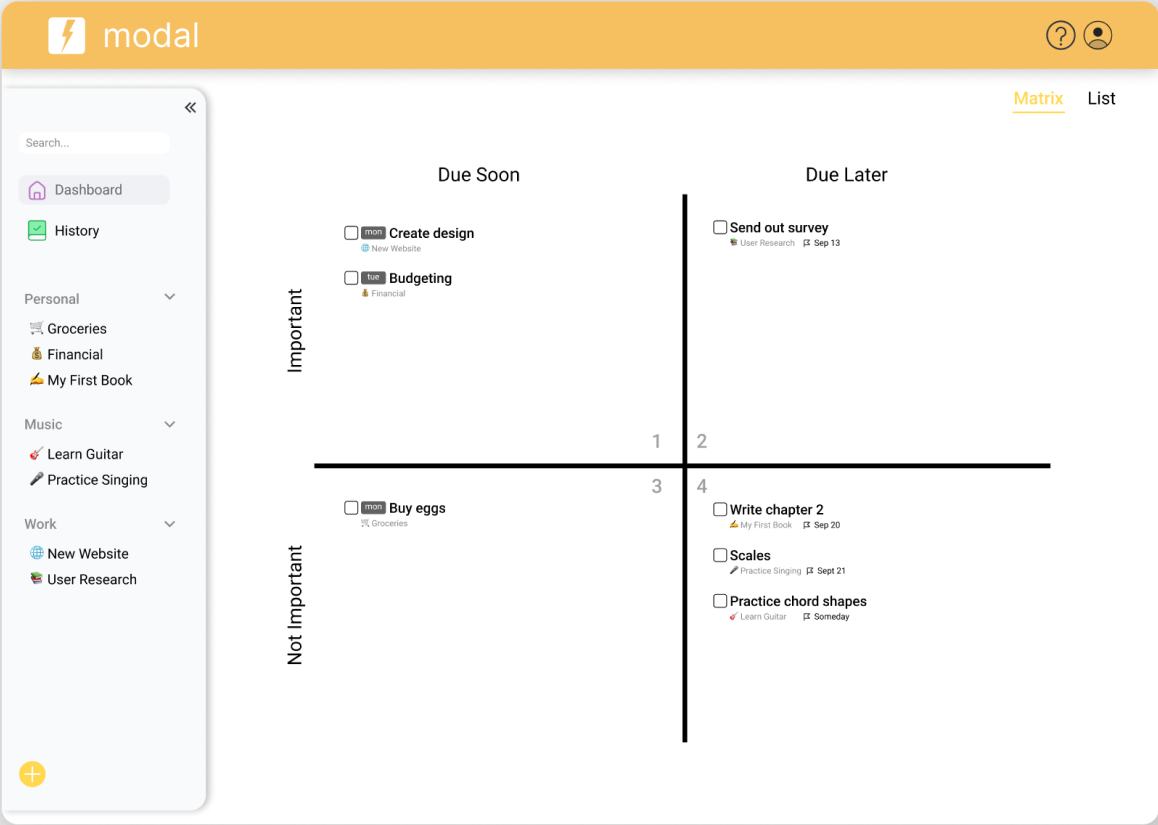 modal
?
Matrix List
Search...
Dashboard
History
Personal
Groceries
Financial
My First Book
Music
Learn Guitar
Practice Singing
Work
New Website
User Research
Due Soon
Due Later
Important
Not Important
mon Create design
New Website
tue Budgeting
Financial
1
Send out survey
User Research Sep 13
2
mon Buy eggs
Groceries
3
4
Write chapter 2
My First Book Sep 20
Scales
Practice Singing Sept 21
Practice chord shapes
Learn Guitar Someday